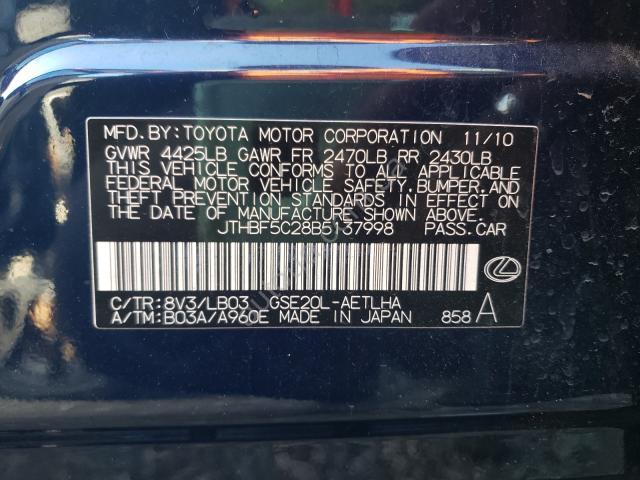 MFD.BY:TOYOTA MOTOR CORPORATION 11/10
GVWR 4425LB GAWR FR 2470LB RR 2430LB
THIS VEHICLE CONFORMS TO ALL APPLICABLE
FEDERAL MOTOR VEHICLE SAFETY,BUMPER,AND
THEFT PREVENTION STANDARDS IN EFFECT ON
THE DATE OF MANUFACTURE SHOWN ABOVE.
JTHBF5C28B5137998 PASS.CAR
C/TR:8V3/LB03 GSE20L-AETLHA
A/TM:B03A/A960E MADE IN JAPAN 858 A